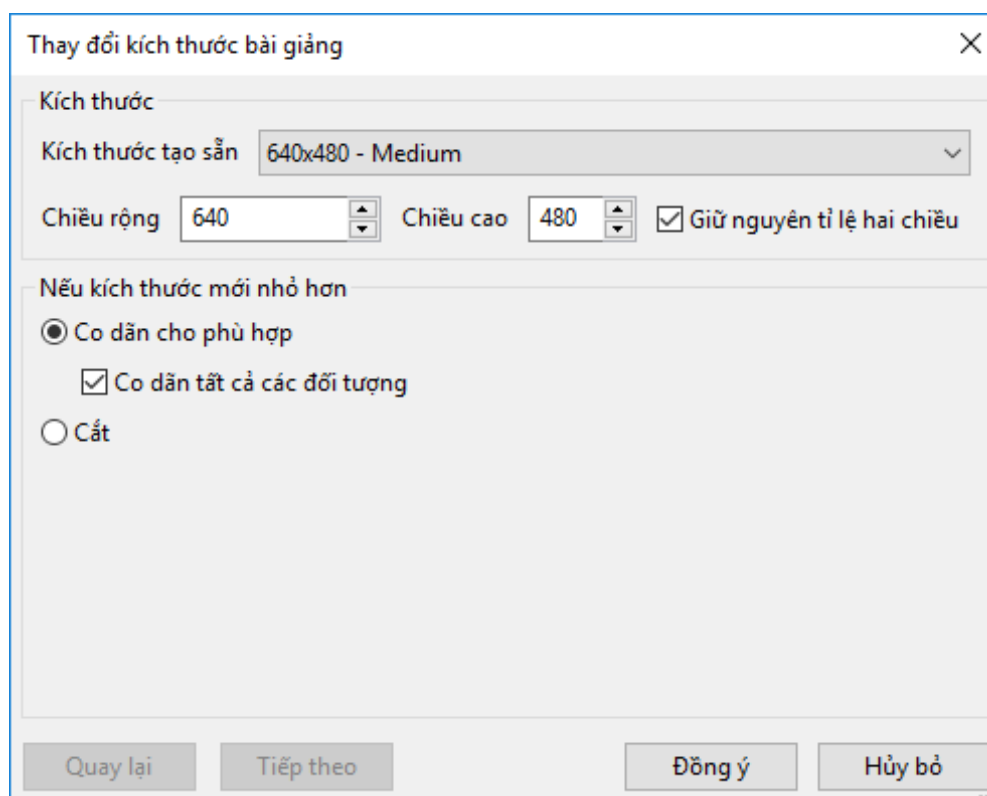 Thay đổi kích thước bài giảng
Kích thước
Kích thước tạo sẵn 640x480 - Medium
Chiều rộng 640 Chiều cao 480 Giữ nguyên tỉ lệ hai chiều
Nếu kích thước mới nhỏ hơn
Co dãn cho phù hợp
Co dãn tất cả các đối tượng
Cắt
Quay lại Tiếp theo Đồng ý Hủy bỏ